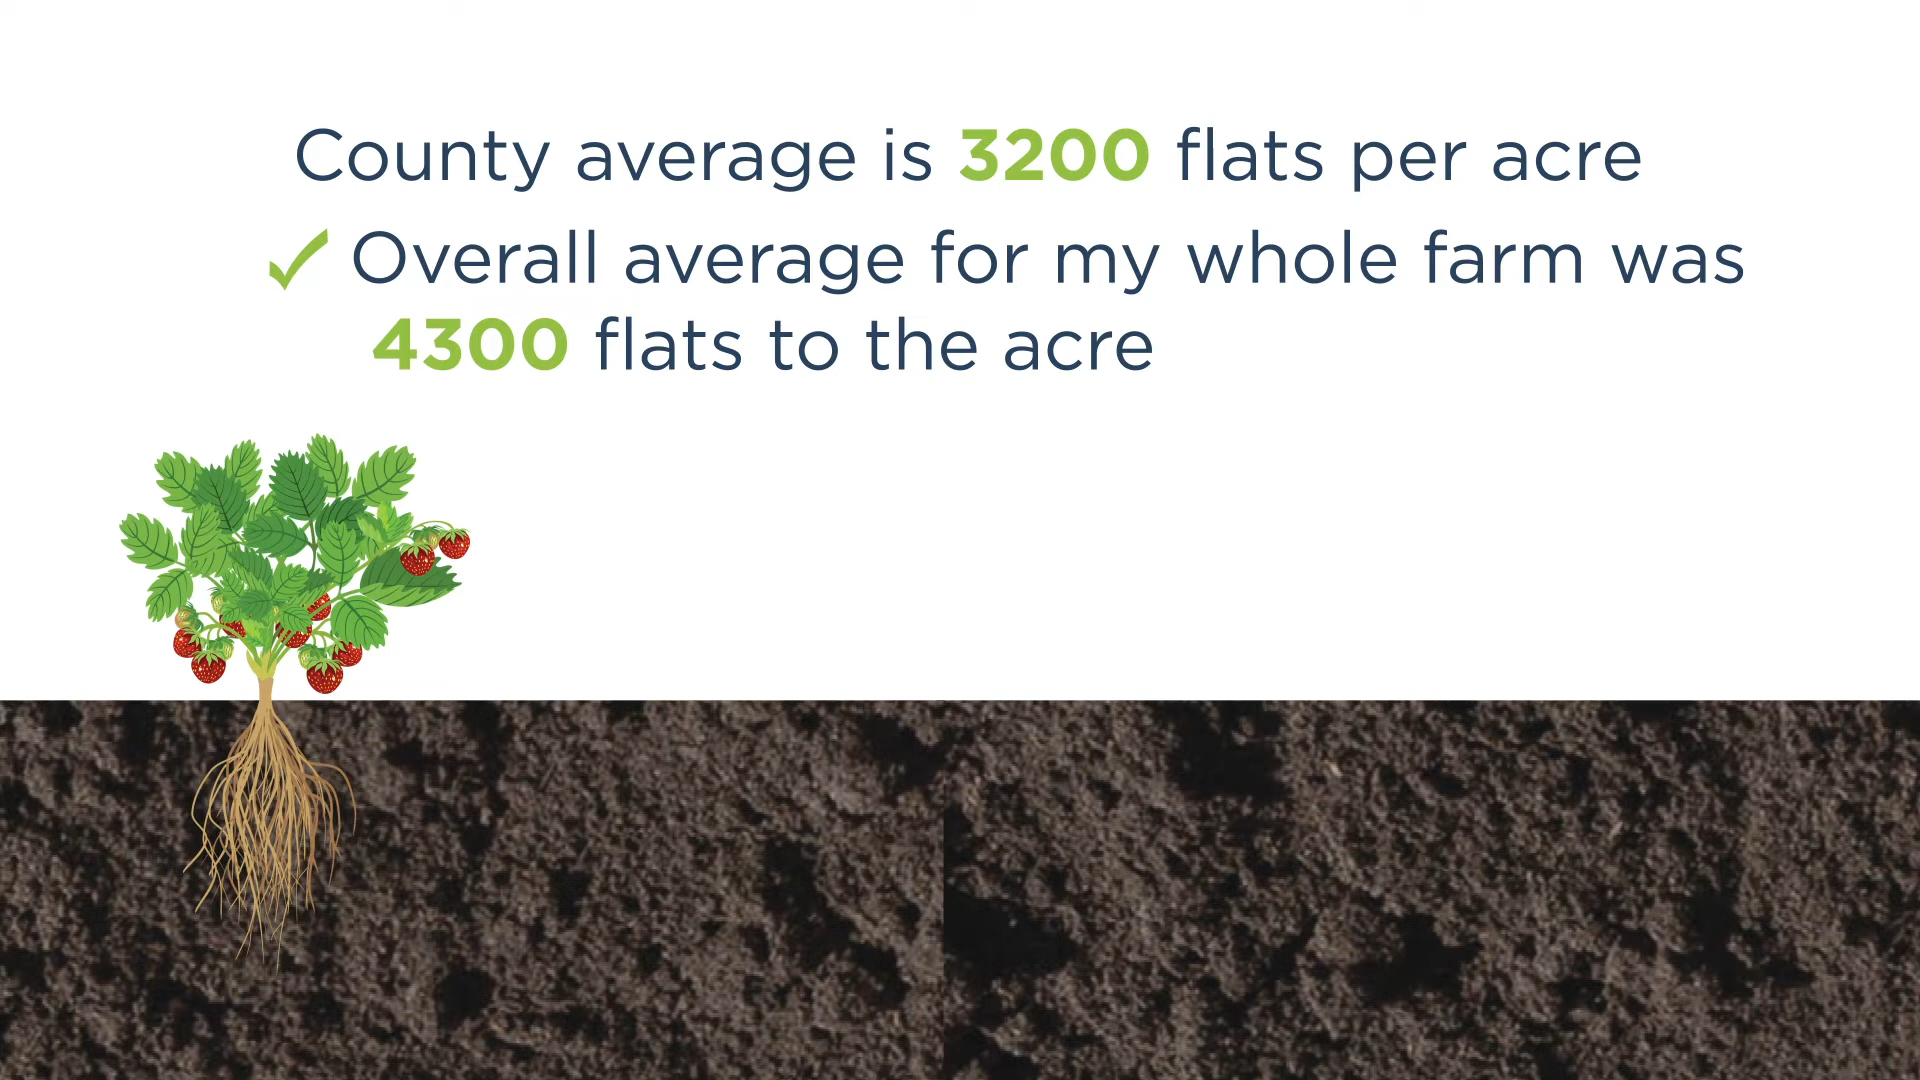 County average is 3200 flats per acre
✓ Overall average for my whole farm was
4300 flats to the acre